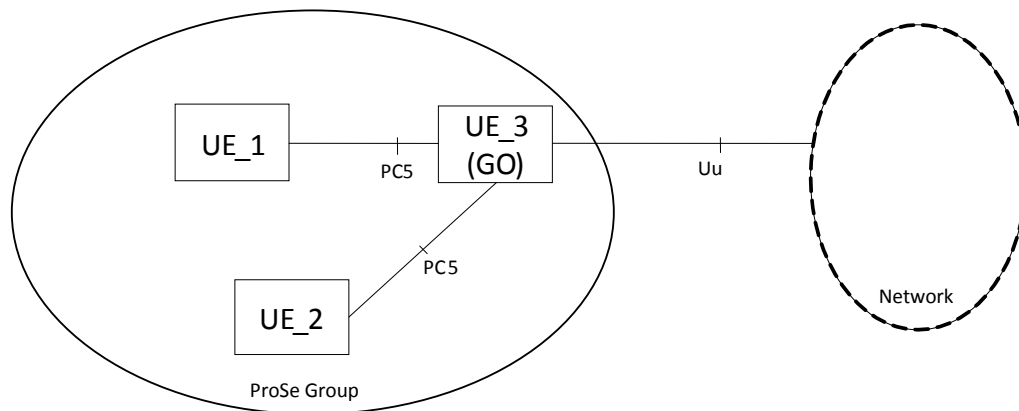 UE_1
PC5
UE_3
(GO)
Uu
PC5
UE_2
Network
ProSe Group